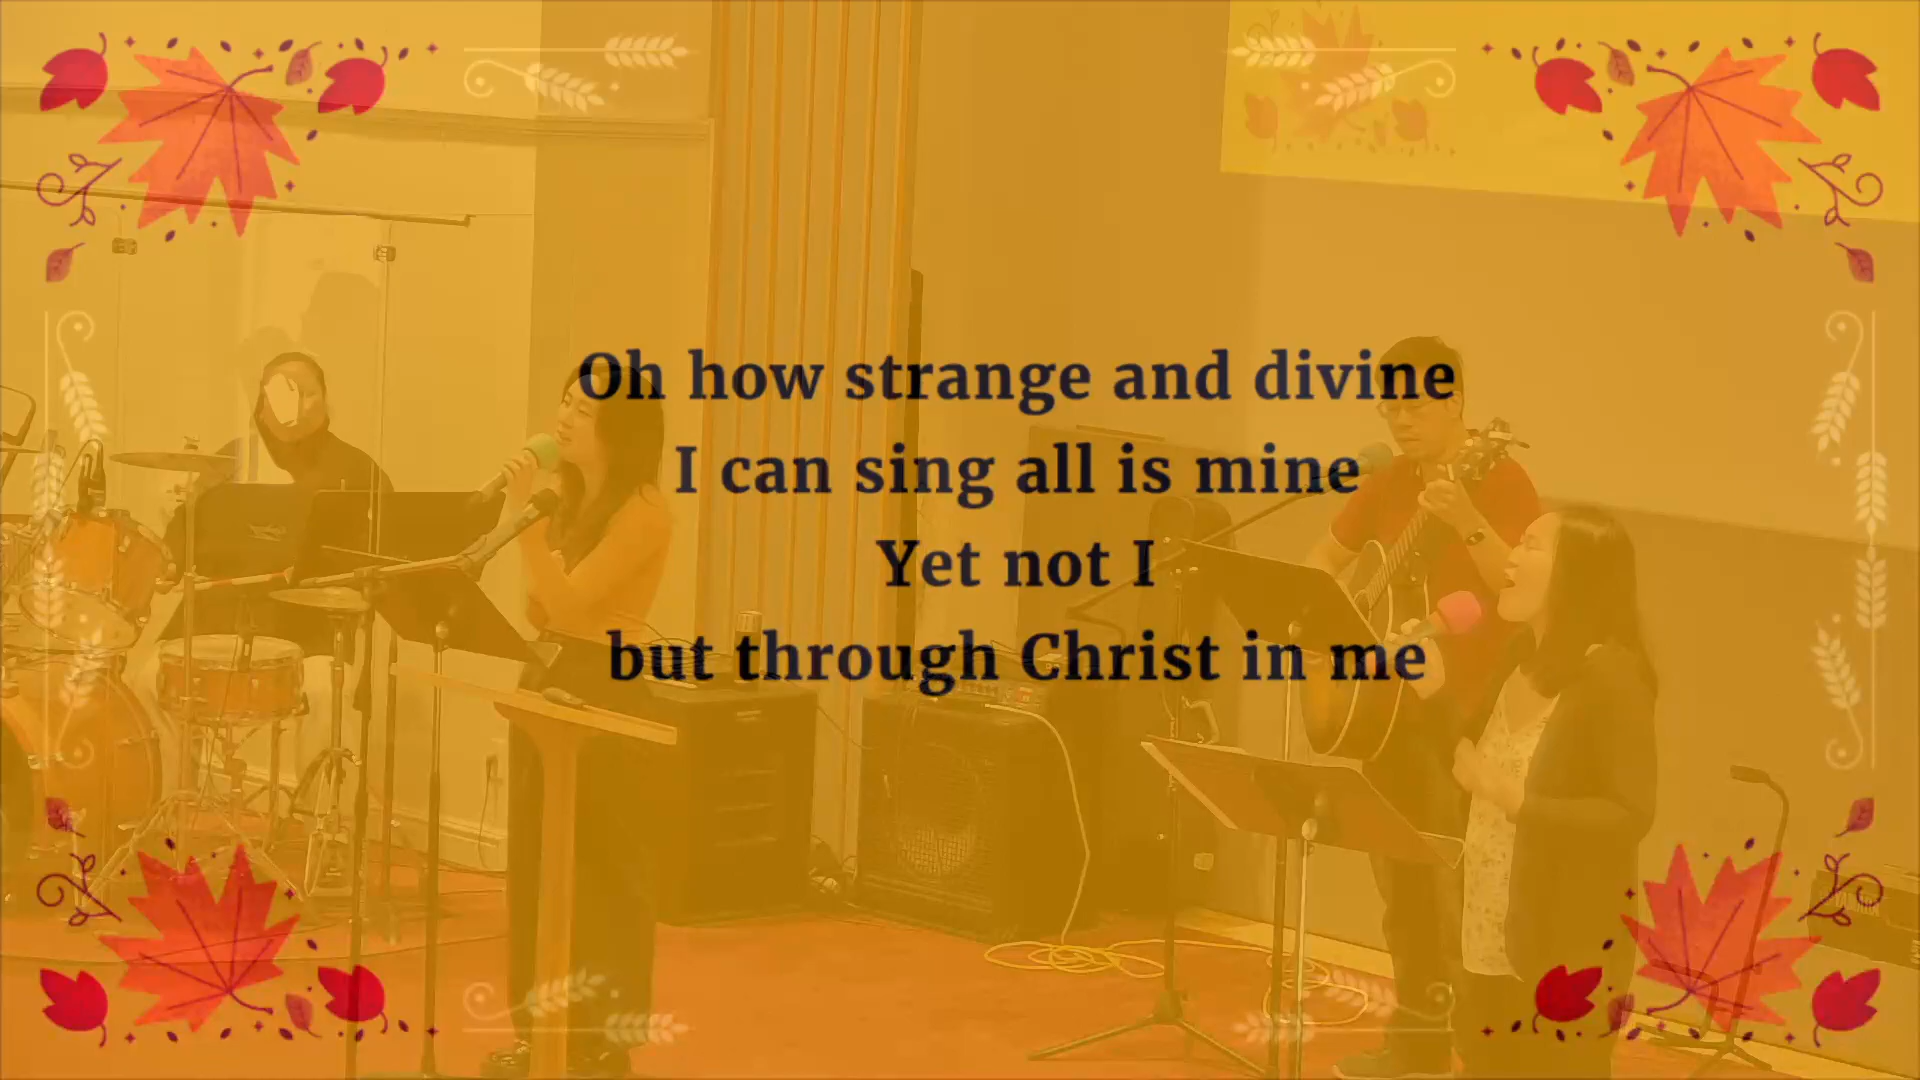 Oh how strange and divine
I can sing all is mine
Yet not I
but through Christ in me